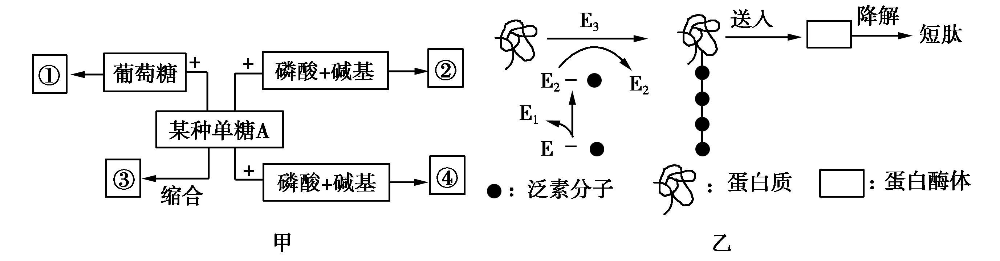 ① 葡萄糖 + + 磷酸+碱基 ②
某种单糖A
③ 缩合 + 磷酸+碱基 ④
甲
E₃ 送入 降解 短肽
E₂ − E₂
E₁
E −
: 泛素分子 : 蛋白质 : 蛋白酶体
乙